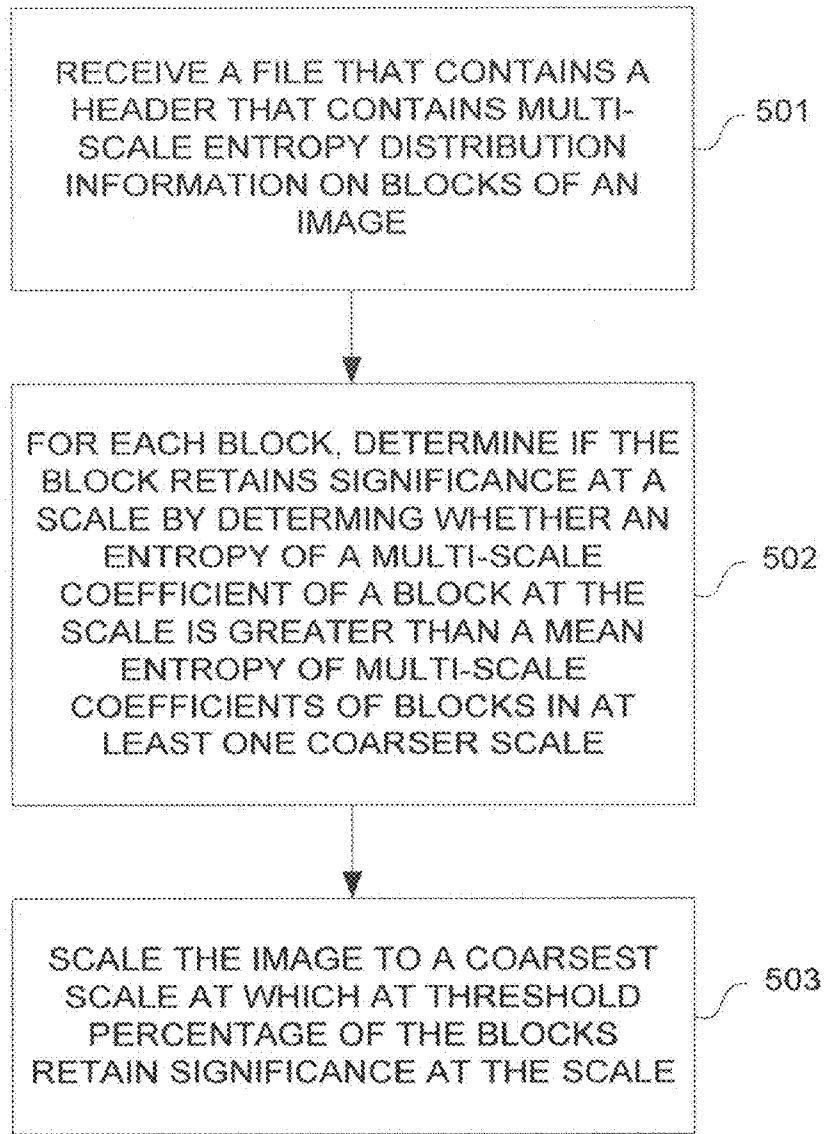 RECEIVE A FILE THAT CONTAINS A
HEADER THAT CONTAINS MULTI-
SCALE ENTROPY DISTRIBUTION
INFORMATION ON BLOCKS OF AN
IMAGE
501
FOR EACH BLOCK, DETERMINE IF THE
BLOCK RETAINS SIGNIFICANCE AT A
SCALE BY DETERMING WHETHER AN
ENTROPY OF A MULTI-SCALE
COEFFICIENT OF A BLOCK AT THE
SCALE IS GREATER THAN A MEAN
ENTROPY OF MULTI-SCALE
COEFFICIENTS OF BLOCKS IN AT
LEAST ONE COARSER SCALE
502
SCALE THE IMAGE TO A COARSEST
SCALE AT WHICH AT THRESHOLD
PERCENTAGE OF THE BLOCKS
RETAIN SIGNIFICANCE AT THE SCALE
503